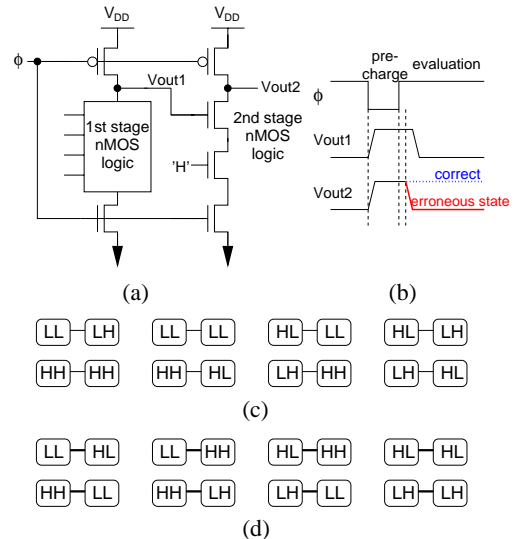 V_DD V_DD
ϕ
Vout1
Vout2
1st stage
nMOS
logic
2nd stage
nMOS
logic
'H'
(a)
pre-
charge evaluation
ϕ
Vout1
correct
Vout2
erroneous state
(b)
LL LH LL LL HL LL HL LH
HH HH HH HL LH HH LH HL
(c)
LL HL LL HH HL HH HL HL
HH LL HH LH LH LL LH LH
(d)